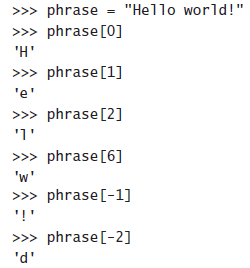 >>> phrase = "Hello world!"
>>> phrase[0]
'H'
>>> phrase[1]
'e'
>>> phrase[2]
'l'
>>> phrase[6]
'w'
>>> phrase[-1]
'!'
>>> phrase[-2]
'd'